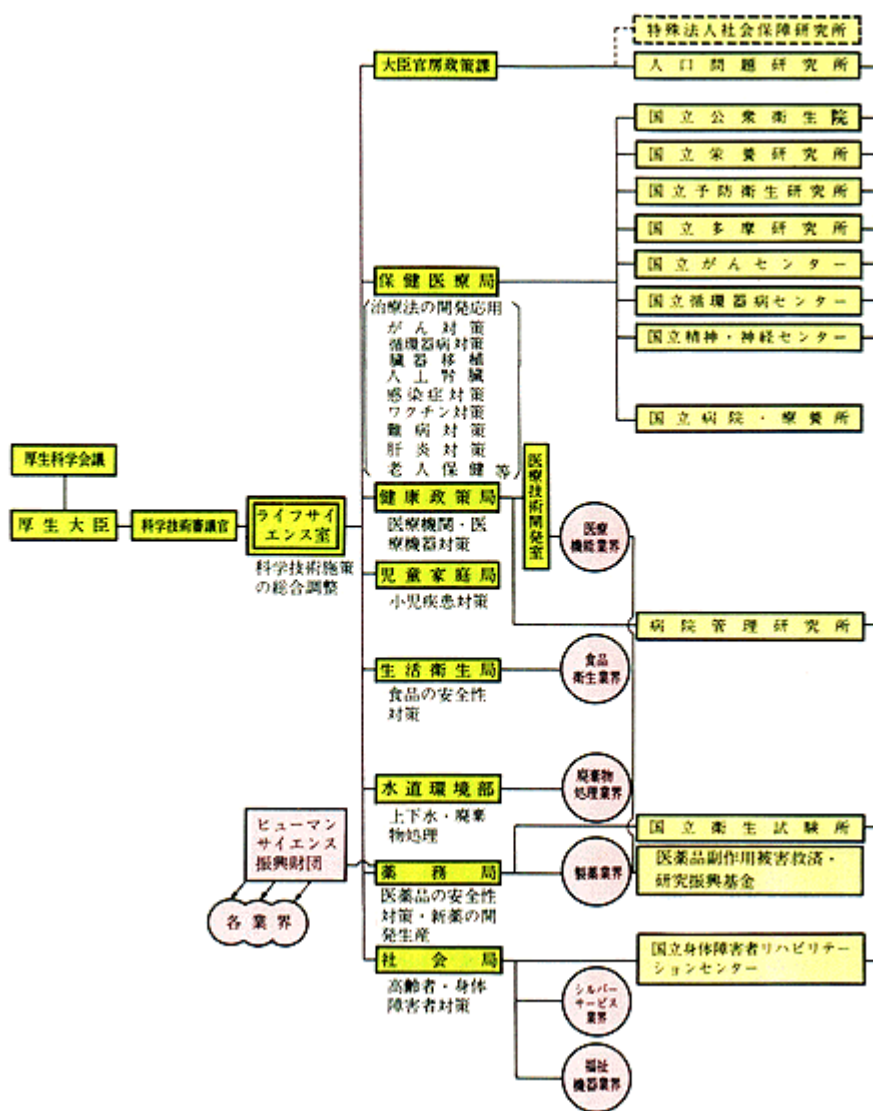 特殊法人社会保障研究所
大臣官房政策課
人口問題研究所
国立公衆衛生院
国立栄養研究所
国立予防衛生研究所
国立多摩研究所
国立がんセンター
保健医療局
国立循環器病センター
治療法の開発応用
がん対策
循環器病対策
臓器移植
人工腎臓
感染症対策
ワクチン対策
難病対策
肝炎対策
老人保健等
国立精神・神経センター
国立病院・療養所
厚生科学会議
厚生大臣
科学技術審議官
ライフサイ
エンス室
科学技術施策
の総合調整
健康政策局
医療機関・医
療機器対策
医療技術開発室
医療
機能業界
児童家庭局
小児疾患対策
病院管理研究所
生活衛生局
食品の安全性
対策
食品
衛生業界
水道環境部
上下水・廃棄
物処理
廃棄物
処理業界
ヒューマン
サイエンス
振興財団
各業界
国立衛生試験所
薬務局
医薬品の安全性
対策・新薬の開
発生産
製薬業界
医薬品副作用被害救済・
研究振興基金
社会局
高齢者・身体
障害者対策
国立身体障害者リハビリテー
ションセンター
シルバー
サービス
業界
福祉
機器業界